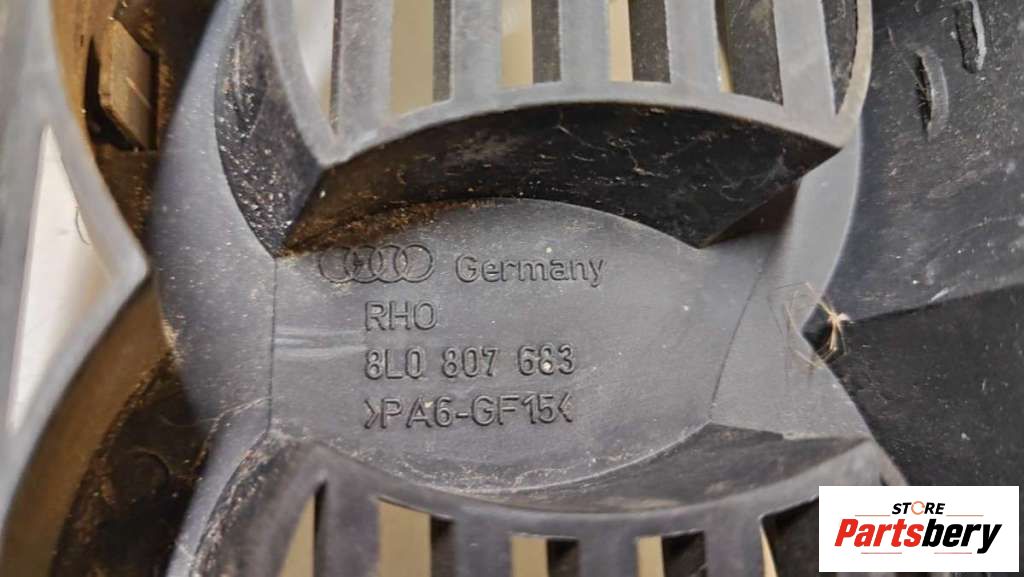 Germany
RHO
8L0 807 683
>PA6-GF15<
STORE
Partsbery